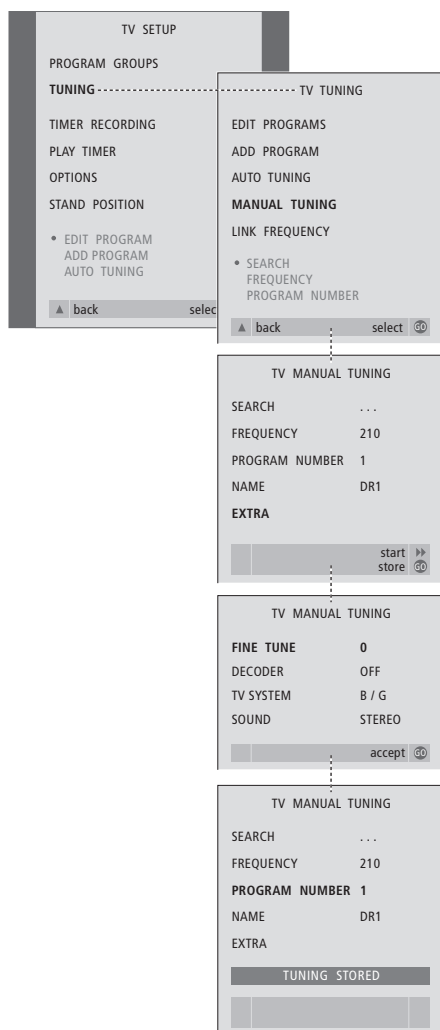 TV SETUP
PROGRAM GROUPS
TUNING
TIMER RECORDING
PLAY TIMER
OPTIONS
STAND POSITION
• EDIT PROGRAM
ADD PROGRAM
AUTO TUNING
▲ back selec
TV TUNING
EDIT PROGRAMS
ADD PROGRAM
AUTO TUNING
MANUAL TUNING
LINK FREQUENCY
• SEARCH
FREQUENCY
PROGRAM NUMBER
▲ back select GO
TV MANUAL TUNING
SEARCH . . .
FREQUENCY 210
PROGRAM NUMBER 1
NAME DR1
EXTRA
start ▶▶
store GO
TV MANUAL TUNING
FINE TUNE 0
DECODER OFF
TV SYSTEM B / G
SOUND STEREO
accept GO
TV MANUAL TUNING
SEARCH . . .
FREQUENCY 210
PROGRAM NUMBER 1
NAME DR1
EXTRA
TUNING STORED